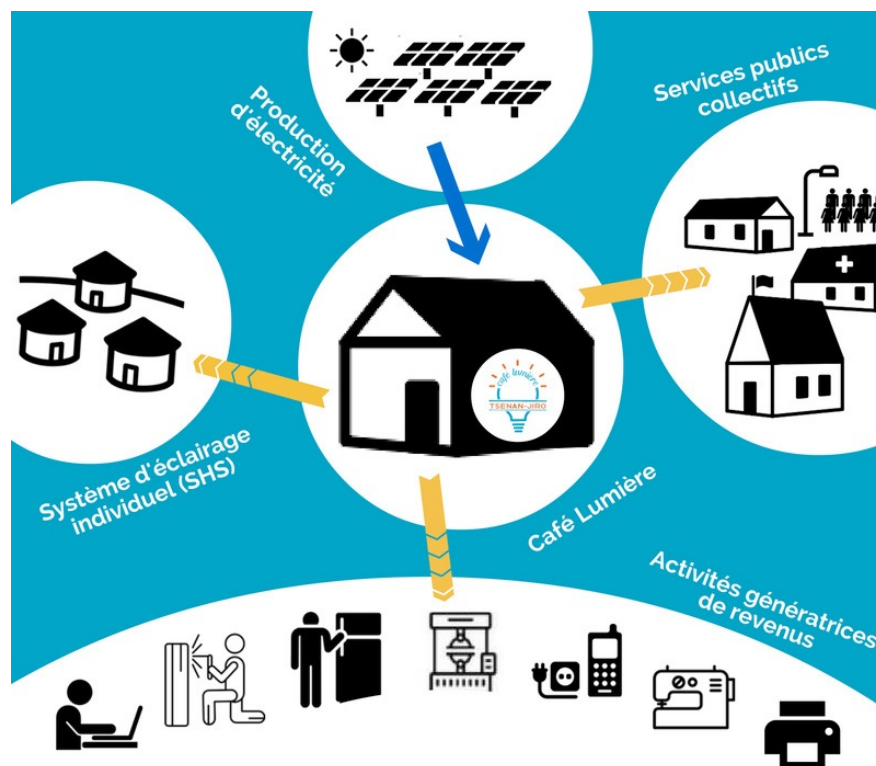 Production
d'électricité
Services publics
collectifs
café lumière
TSENAN-JIRO
Système d'éclairage
individuel (SHS)
Café Lumière
Activités génératrices
de revenus